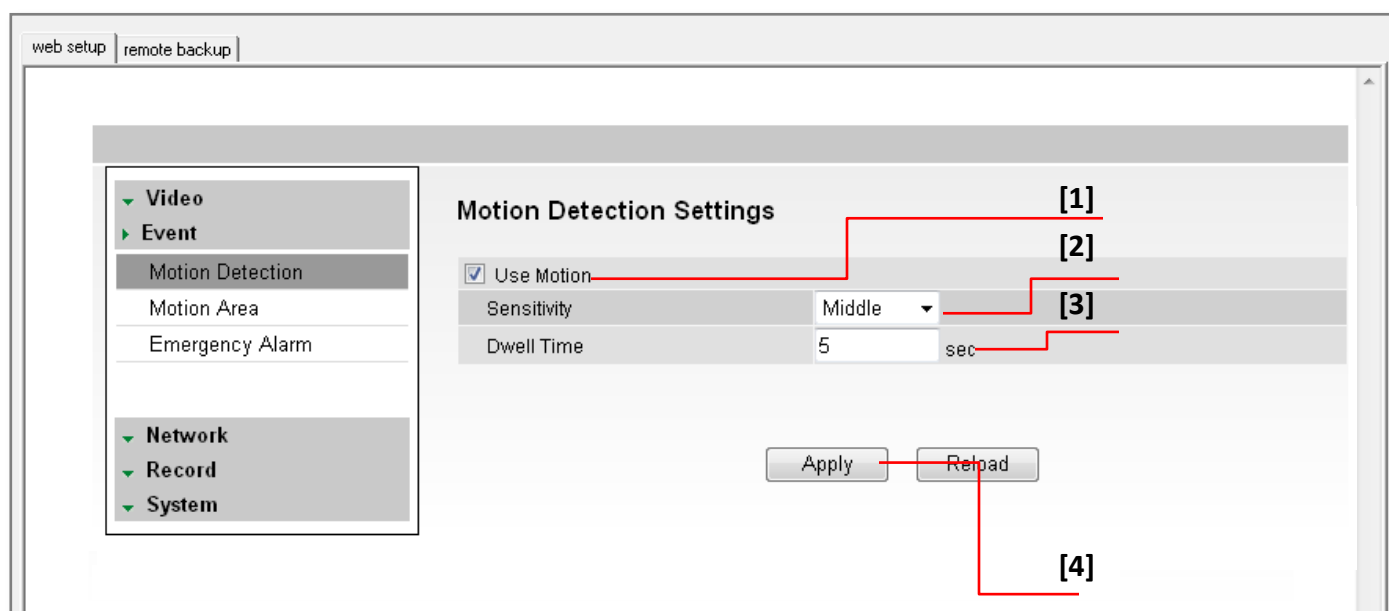 web setup remote backup
Video
Event
Motion Detection
Motion Area
Emergency Alarm
Network
Record
System
Motion Detection Settings
[1]
Use Motion
[2]
Sensitivity Middle
[3]
Dwell Time 5 sec
Apply Reload
[4]